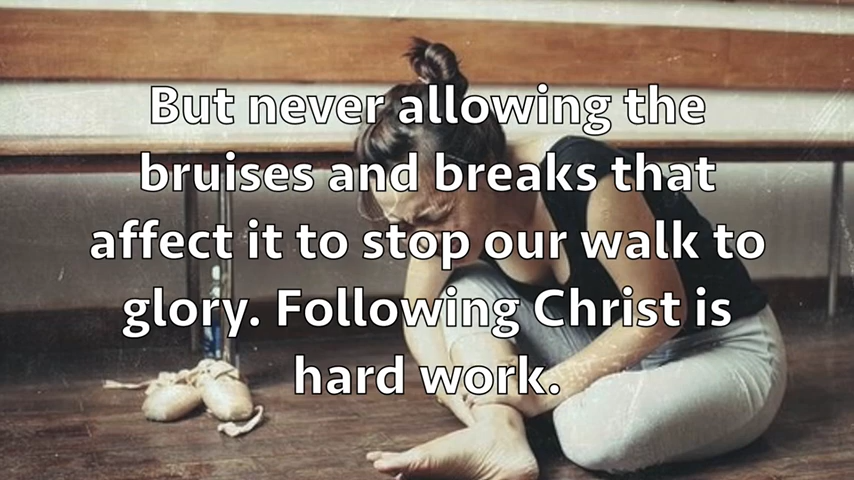 But never allowing the
bruises and breaks that
affect it to stop our walk to
glory. Following Christ is
hard work.